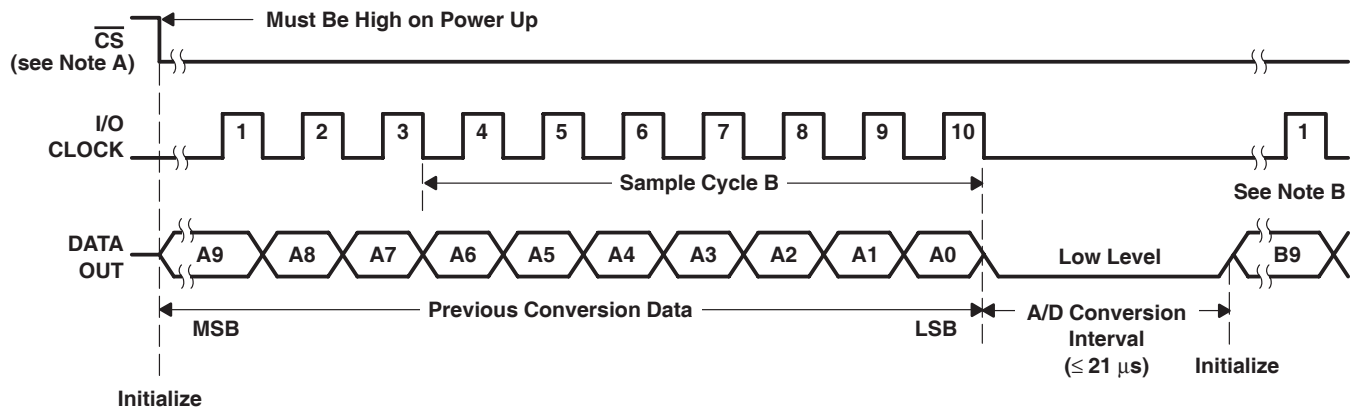 Must Be High on Power Up
CS
(see Note A)
I/O
CLOCK
1 2 3 4 5 6 7 8 9 10 1
Sample Cycle B
See Note B
DATA
OUT
A9 A8 A7 A6 A5 A4 A3 A2 A1 A0 Low Level B9
Previous Conversion Data
MSB LSB
A/D Conversion
Interval
(≤ 21 μs)
Initialize
Initialize